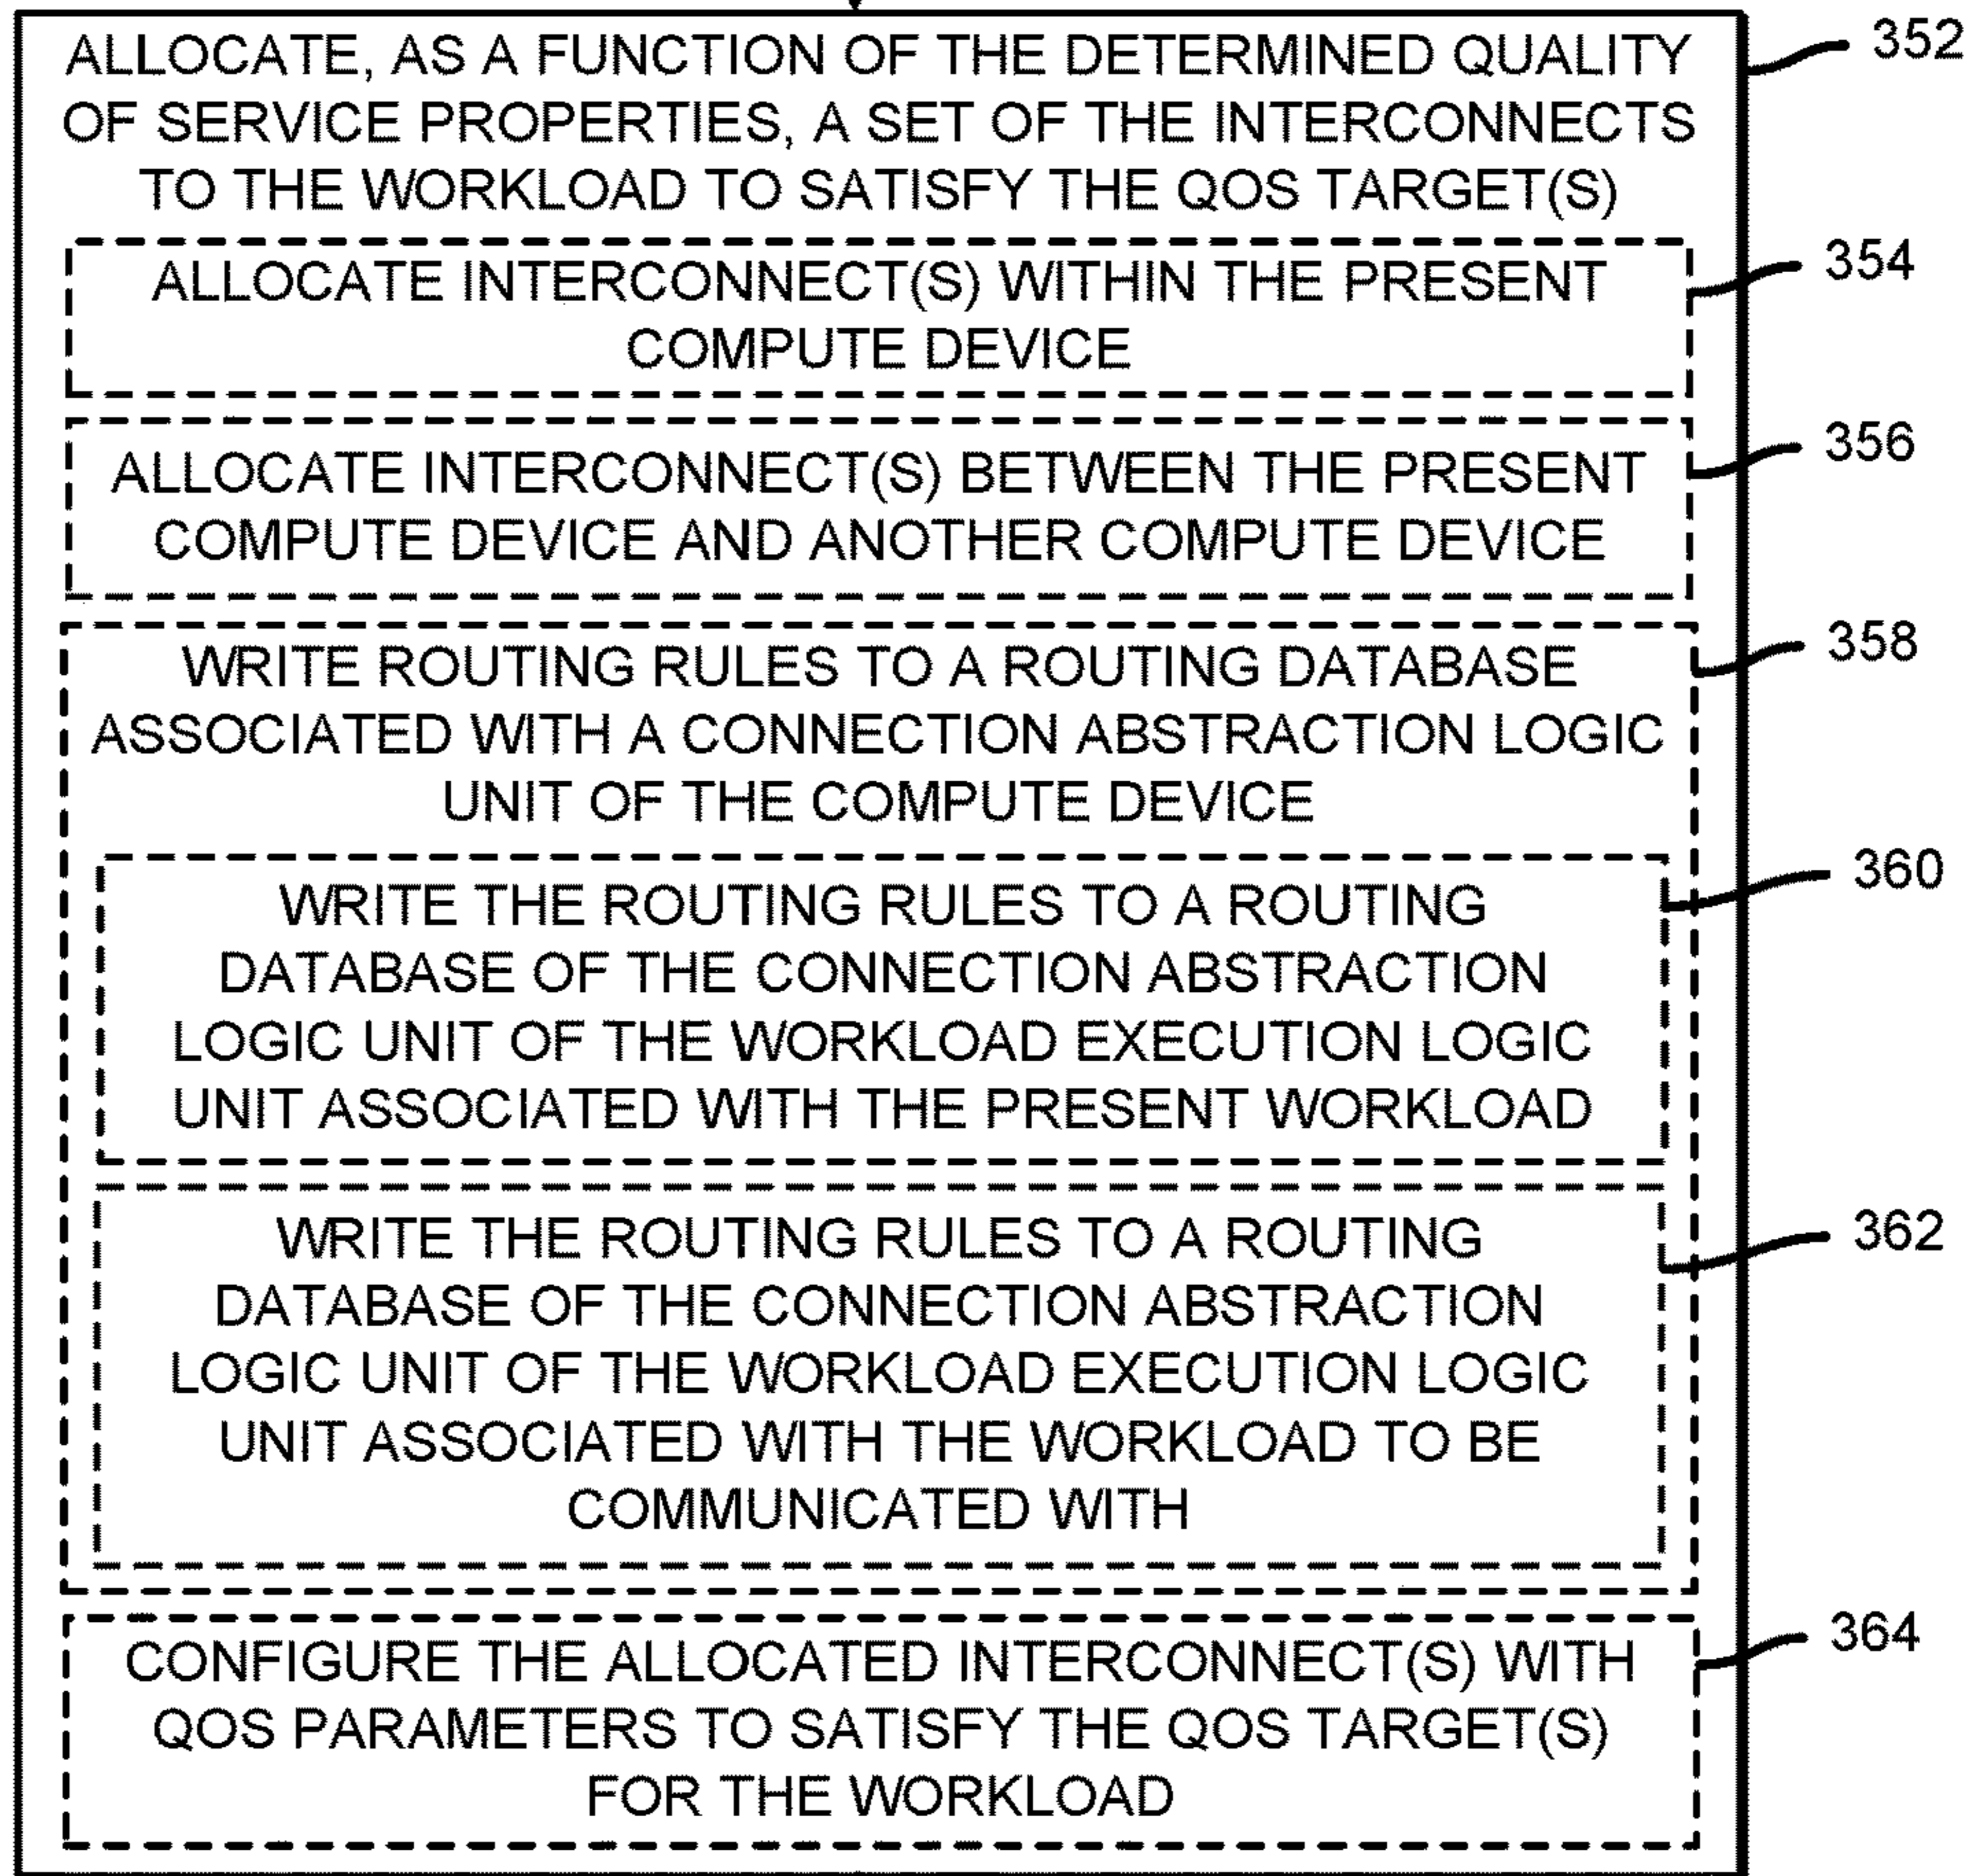 ALLOCATE, AS A FUNCTION OF THE DETERMINED QUALITY
OF SERVICE PROPERTIES, A SET OF THE INTERCONNECTS
TO THE WORKLOAD TO SATISFY THE QOS TARGET(S)
352
ALLOCATE INTERCONNECT(S) WITHIN THE PRESENT
COMPUTE DEVICE
354
ALLOCATE INTERCONNECT(S) BETWEEN THE PRESENT
COMPUTE DEVICE AND ANOTHER COMPUTE DEVICE
356
WRITE ROUTING RULES TO A ROUTING DATABASE
ASSOCIATED WITH A CONNECTION ABSTRACTION LOGIC
UNIT OF THE COMPUTE DEVICE
358
WRITE THE ROUTING RULES TO A ROUTING
DATABASE OF THE CONNECTION ABSTRACTION
LOGIC UNIT OF THE WORKLOAD EXECUTION LOGIC
UNIT ASSOCIATED WITH THE PRESENT WORKLOAD
360
WRITE THE ROUTING RULES TO A ROUTING
DATABASE OF THE CONNECTION ABSTRACTION
LOGIC UNIT OF THE WORKLOAD EXECUTION LOGIC
UNIT ASSOCIATED WITH THE WORKLOAD TO BE
COMMUNICATED WITH
362
CONFIGURE THE ALLOCATED INTERCONNECT(S) WITH
QOS PARAMETERS TO SATISFY THE QOS TARGET(S)
FOR THE WORKLOAD
364